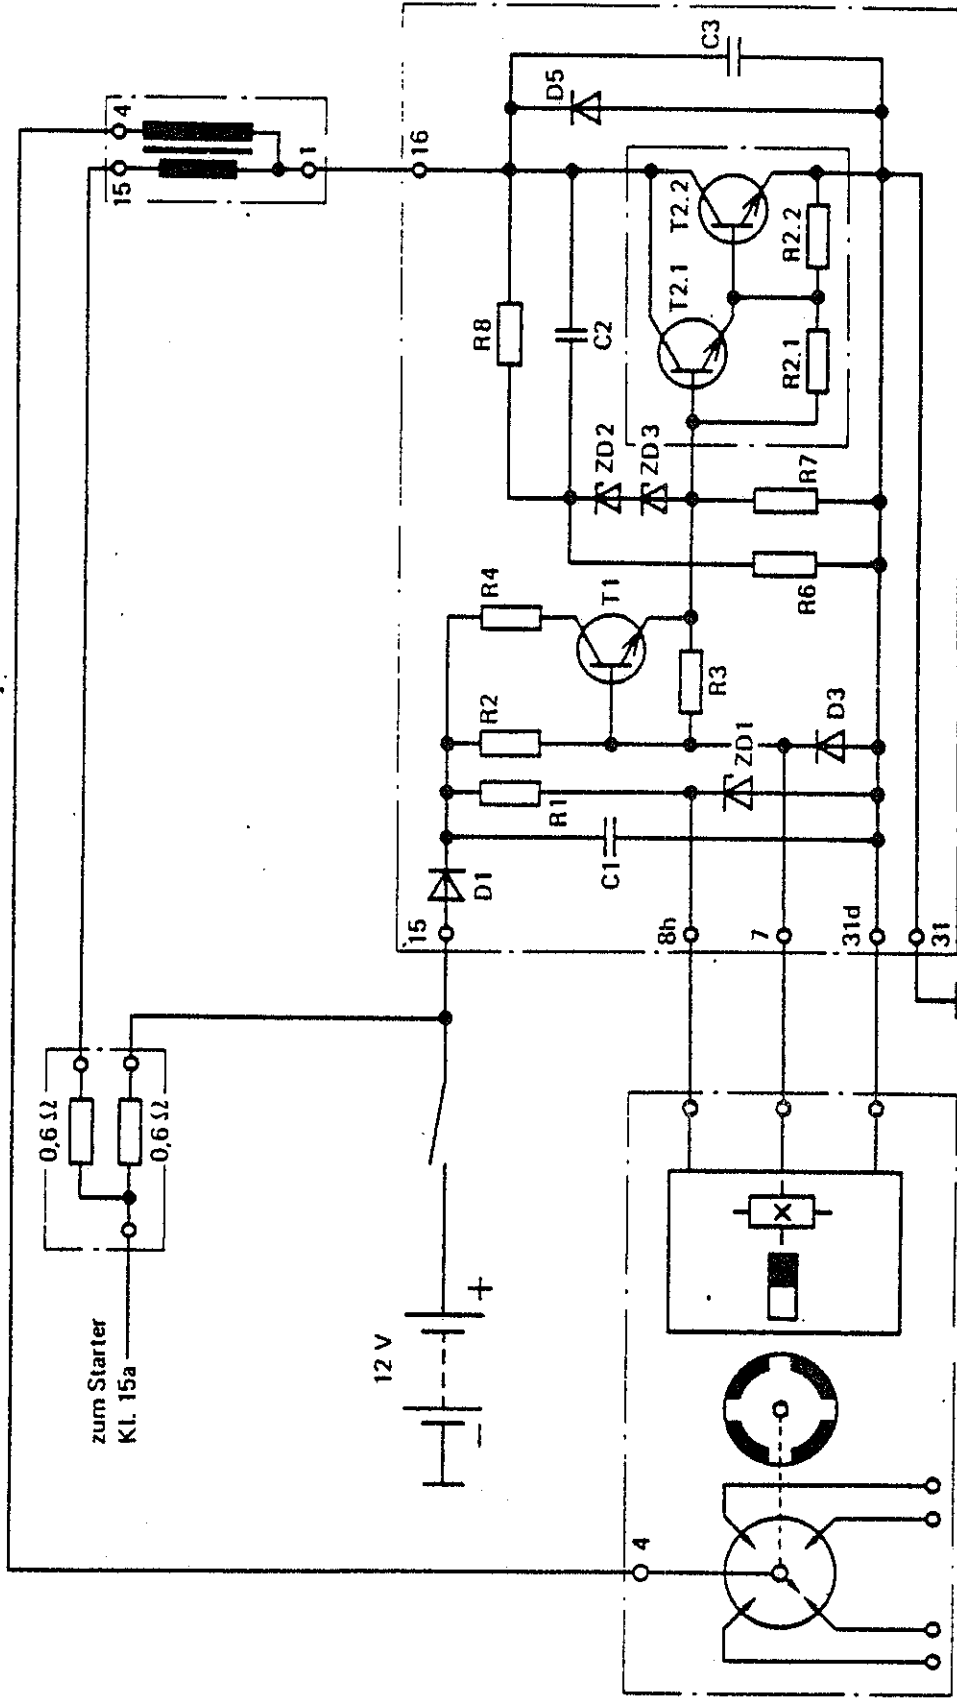 4
15
1
16
D5
C3
R8
C2
T2.1
T2.2
R2.1
R2.2
ZD2
ZD3
R7
R6
R4
T1
R2
R3
R1
ZD1
D3
C1
D1
15
8h
7
31d
31
0,6 Ω
0,6 Ω
zum Starter
Kl. 15a
12 V
+
–
X
4